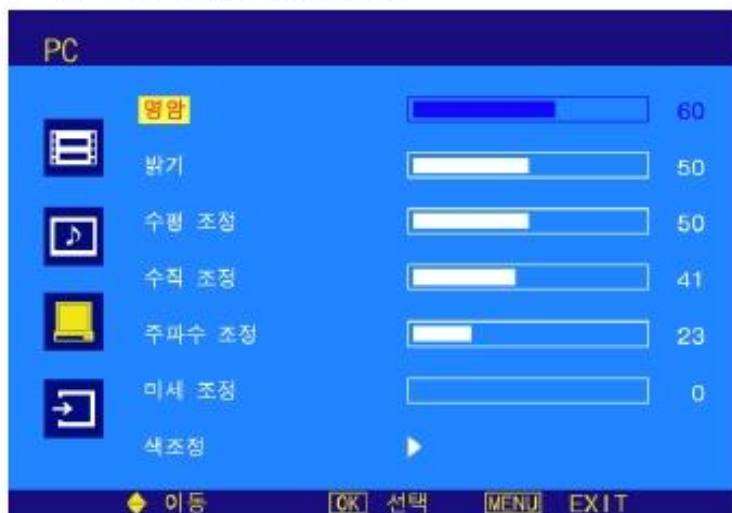 PC
명암 60
밝기 50
수평 조정 50
수직 조정 41
주파수 조정 23
미세 조정 0
색조정
이동 OK 선택 MENU EXIT